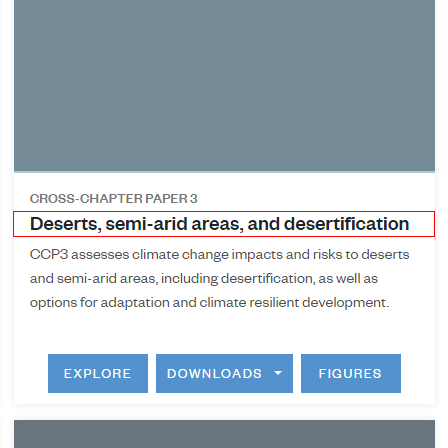 CROSS-CHAPTER PAPER 3
Deserts, semi-arid areas, and desertification
CCP3 assesses climate change impacts and risks to deserts
and semi-arid areas, including desertification, as well as
options for adaptation and climate resilient development.
EXPLORE
DOWNLOADS
FIGURES